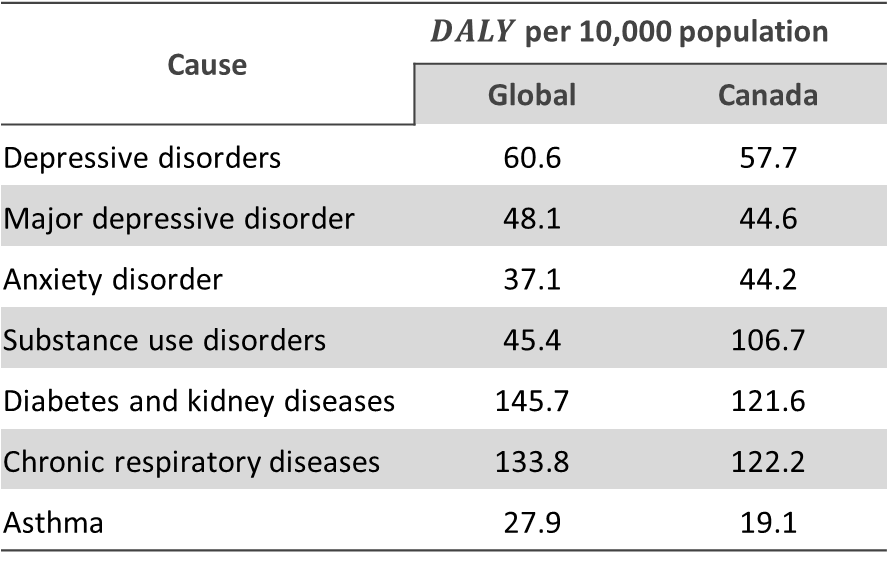 Cause
DALY per 10,000 population
Global Canada
Depressive disorders 60.6 57.7
Major depressive disorder 48.1 44.6
Anxiety disorder 37.1 44.2
Substance use disorders 45.4 106.7
Diabetes and kidney diseases 145.7 121.6
Chronic respiratory diseases 133.8 122.2
Asthma 27.9 19.1